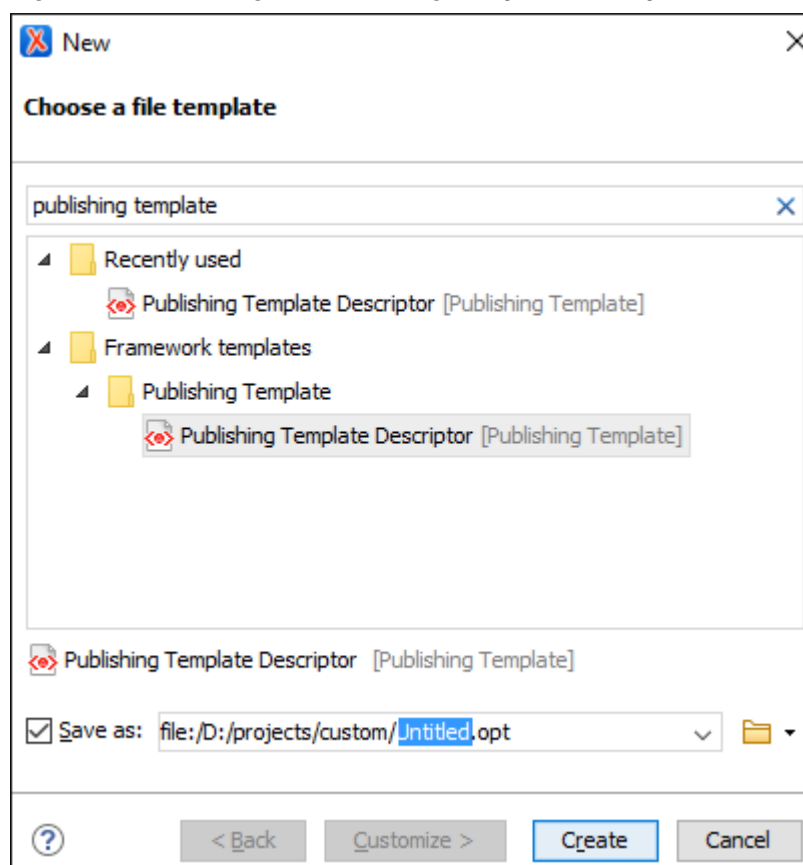 New
Choose a file template
publishing template
Recently used
Publishing Template Descriptor [Publishing Template]
Framework templates
Publishing Template
Publishing Template Descriptor [Publishing Template]
Publishing Template Descriptor [Publishing Template]
Save as: file:/D:/projects/custom/Untitled.opt
? < Back Customize > Create Cancel